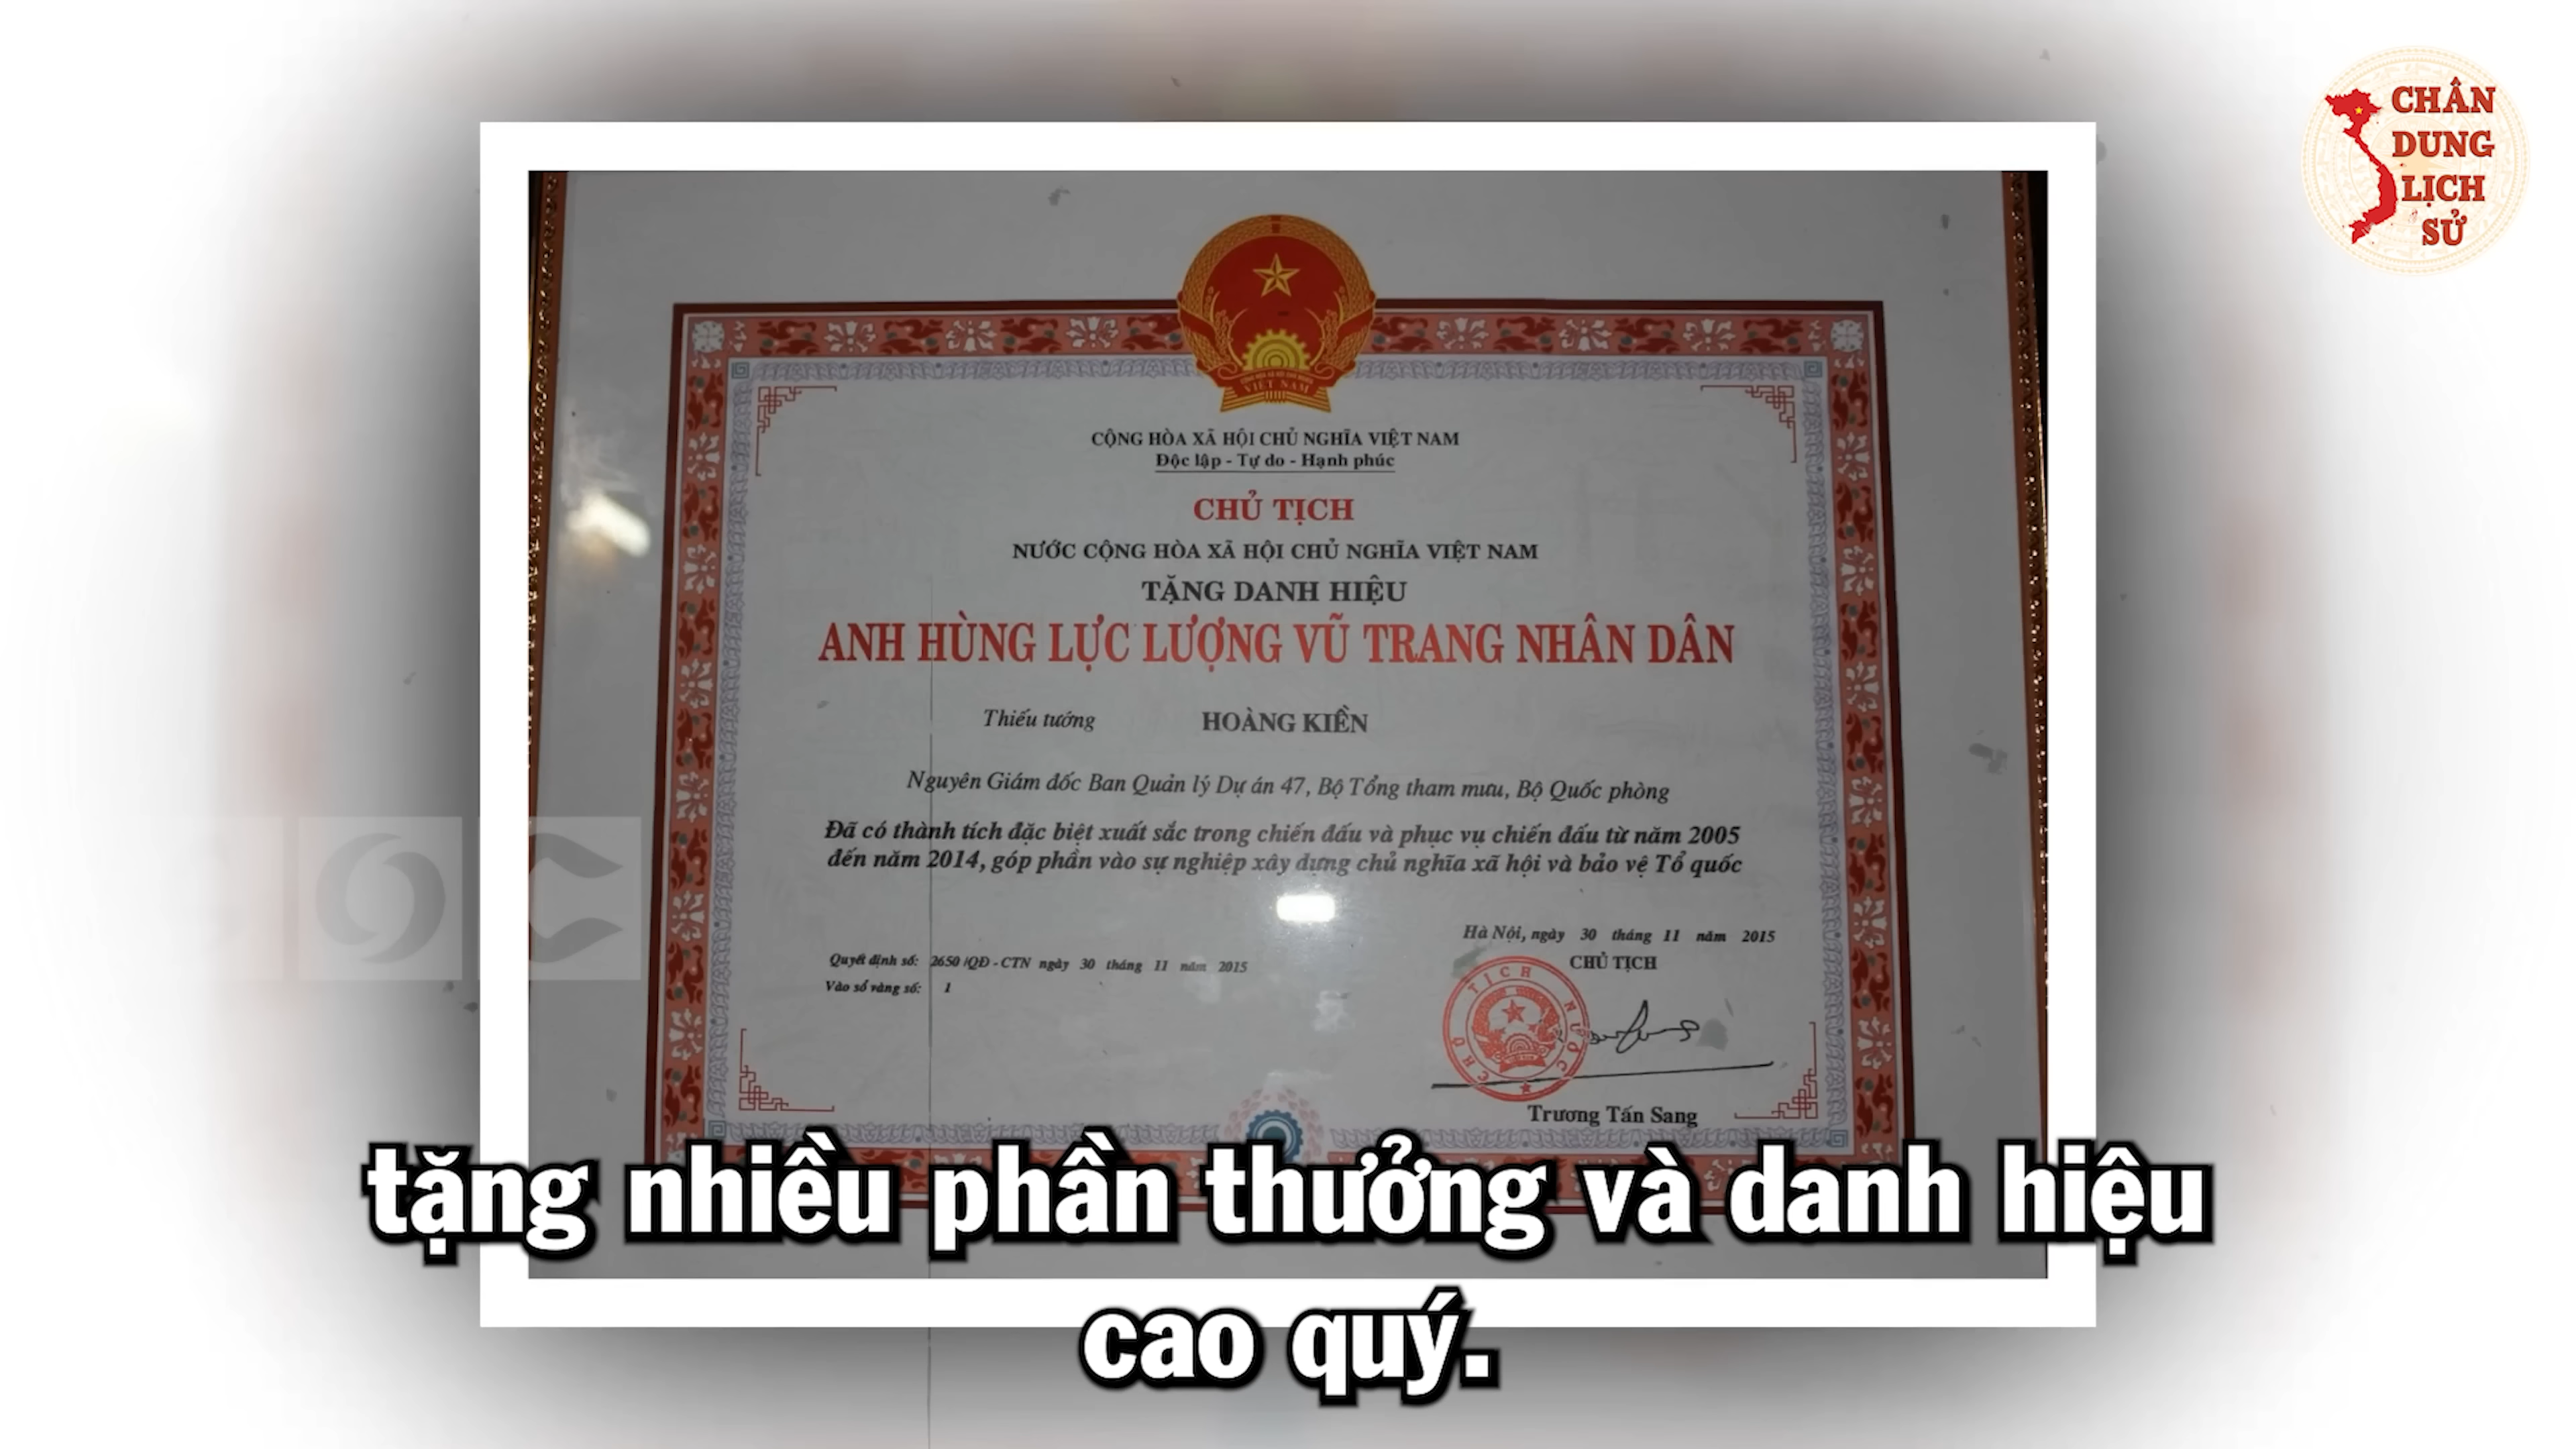 CHÂN
DUNG
LỊCH
SỬ
VIỆT NAM
CỘNG HÒA XÃ HỘI CHỦ NGHĨA VIỆT NAM
Độc lập - Tự do - Hạnh phúc
CHỦ TỊCH
NƯỚC CỘNG HÒA XÃ HỘI CHỦ NGHĨA VIỆT NAM
TẶNG DANH HIỆU
ANH HÙNG LỰC LƯỢNG VŨ TRANG NHÂN DÂN
Thiếu tướng HOÀNG KIỀN
Nguyên Giám đốc Ban Quản lý Dự án 47, Bộ Tổng tham mưu, Bộ Quốc phòng
Đã có thành tích đặc biệt xuất sắc trong chiến đấu và phục vụ chiến đấu từ năm 2005
đến năm 2014, góp phần vào sự nghiệp xây dựng chủ nghĩa xã hội và bảo vệ Tổ quốc
Hà Nội, ngày 30 tháng 11 năm 2015
CHỦ TỊCH
Quyết định số: 2650 /QĐ - CTN ngày 30 tháng 11 năm 2015
Vào sổ vàng số: 1
CHỦ TỊCH NƯỚC
Trương Tấn Sang
tặng nhiều phần thưởng và danh hiệu
cao quý.